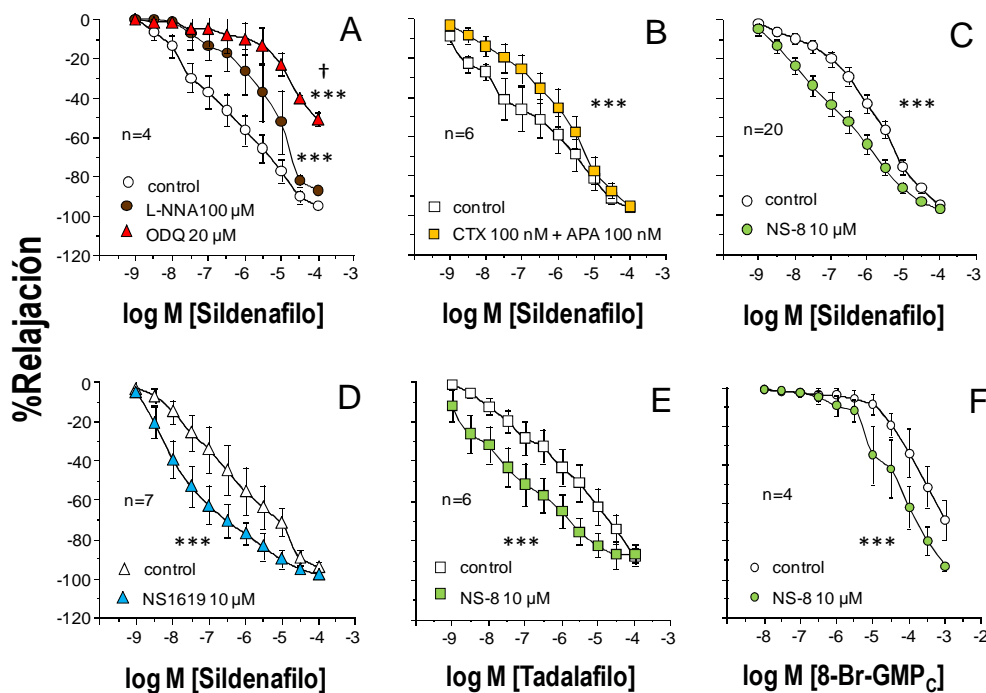 %Relajación
A
0
-20
-40
-60
-80
-100
-120
†
***
***
n=4
control
L-NNA100 µM
ODQ 20 µM
-9 -8 -7 -6 -5 -4 -3
log M [Sildenafilo]
B
***
n=6
control
CTX 100 nM + APA 100 nM
-9 -8 -7 -6 -5 -4 -3
log M [Sildenafilo]
C
***
n=20
control
NS-8 10 µM
-9 -8 -7 -6 -5 -4 -3
log M [Sildenafilo]
D
0
-20
-40
-60
-80
-100
-120
n=7
***
control
NS1619 10 µM
-9 -8 -7 -6 -5 -4 -3
log M [Sildenafilo]
E
n=6
***
control
NS-8 10 µM
-9 -8 -7 -6 -5 -4 -3
log M [Tadalafilo]
F
n=4
***
control
NS-8 10 µM
-8 -7 -6 -5 -4 -3 -2
log M [8-Br-GMPc]